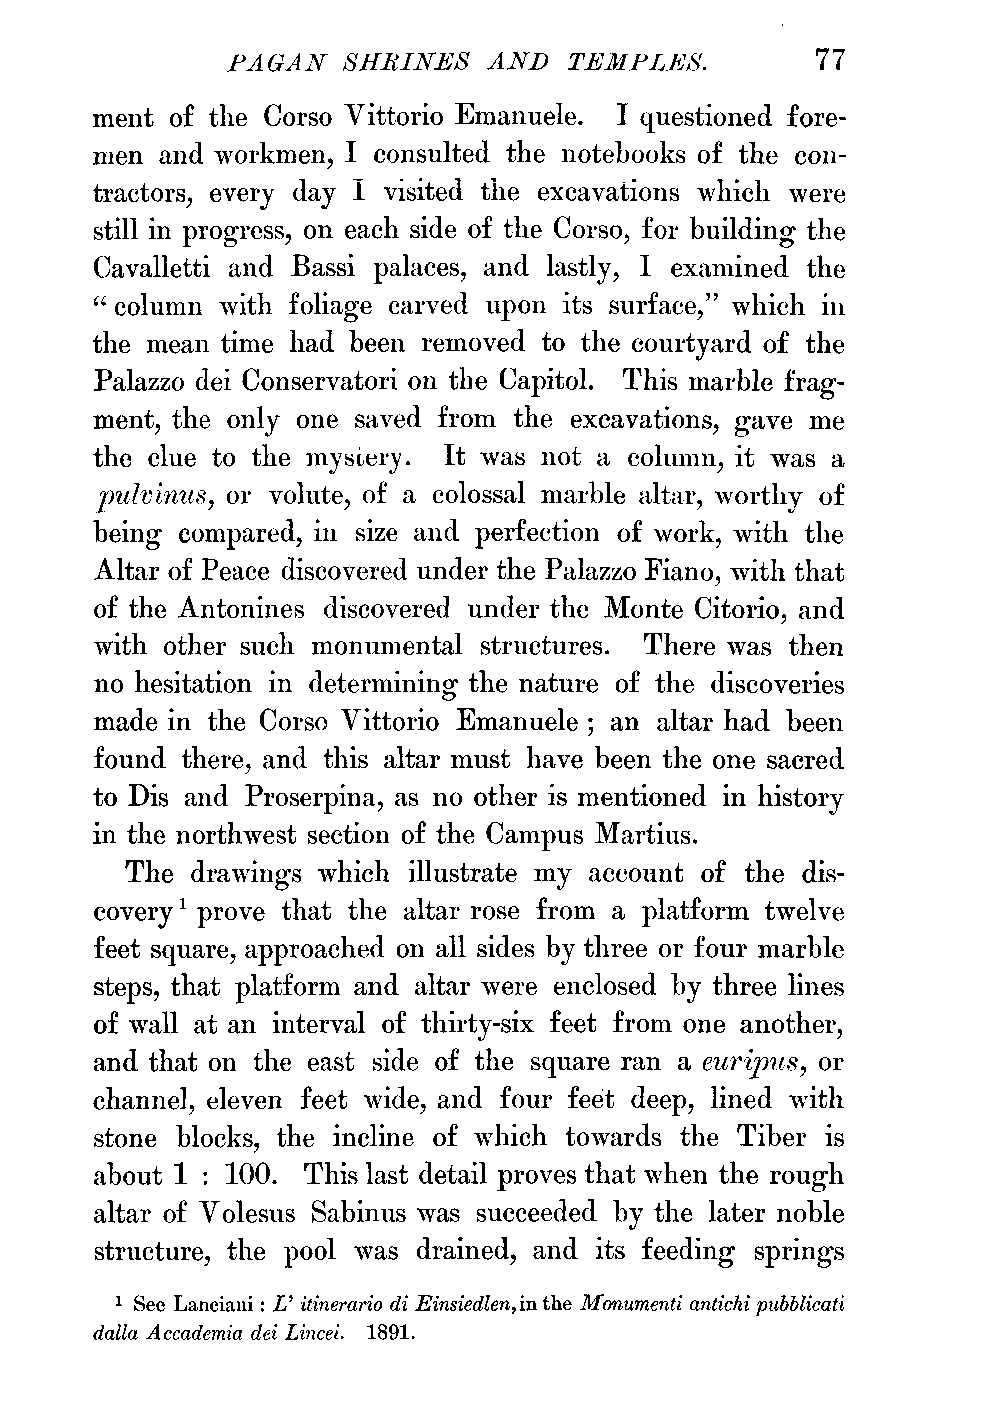 PAGAN SHRINES AND TEMPLES. 77
ment of the Corso Vittorio Emanuele. I questioned fore-
men and workmen, I consulted the notebooks of the con-
tractors, every day I visited the excavations which were
still in progress, on each side of the Corso, for building the
Cavalletti and Bassi palaces, and lastly, I examined the
“column with foliage carved upon its surface,” which in
the mean time had been removed to the courtyard of the
Palazzo dei Conservatori on the Capitol. This marble frag-
ment, the only one saved from the excavations, gave me
the clue to the mystery. It was not a column, it was a
pulvinus, or volute, of a colossal marble altar, worthy of
being compared, in size and perfection of work, with the
Altar of Peace discovered under the Palazzo Fiano, with that
of the Antonines discovered under the Monte Citorio, and
with other such monumental structures. There was then
no hesitation in determining the nature of the discoveries
made in the Corso Vittorio Emanuele ; an altar had been
found there, and this altar must have been the one sacred
to Dis and Proserpina, as no other is mentioned in history
in the northwest section of the Campus Martius.
The drawings which illustrate my account of the dis-
covery¹ prove that the altar rose from a platform twelve
feet square, approached on all sides by three or four marble
steps, that platform and altar were enclosed by three lines
of wall at an interval of thirty-six feet from one another,
and that on the east side of the square ran a euripus, or
channel, eleven feet wide, and four feet deep, lined with
stone blocks, the incline of which towards the Tiber is
about 1 : 100. This last detail proves that when the rough
altar of Volesus Sabinus was succeeded by the later noble
structure, the pool was drained, and its feeding springs
¹ See Lanciani : L’ itinerario di Einsiedlen, in the Monumenti antichi pubblicati
dalla Accademia dei Lincei. 1891.